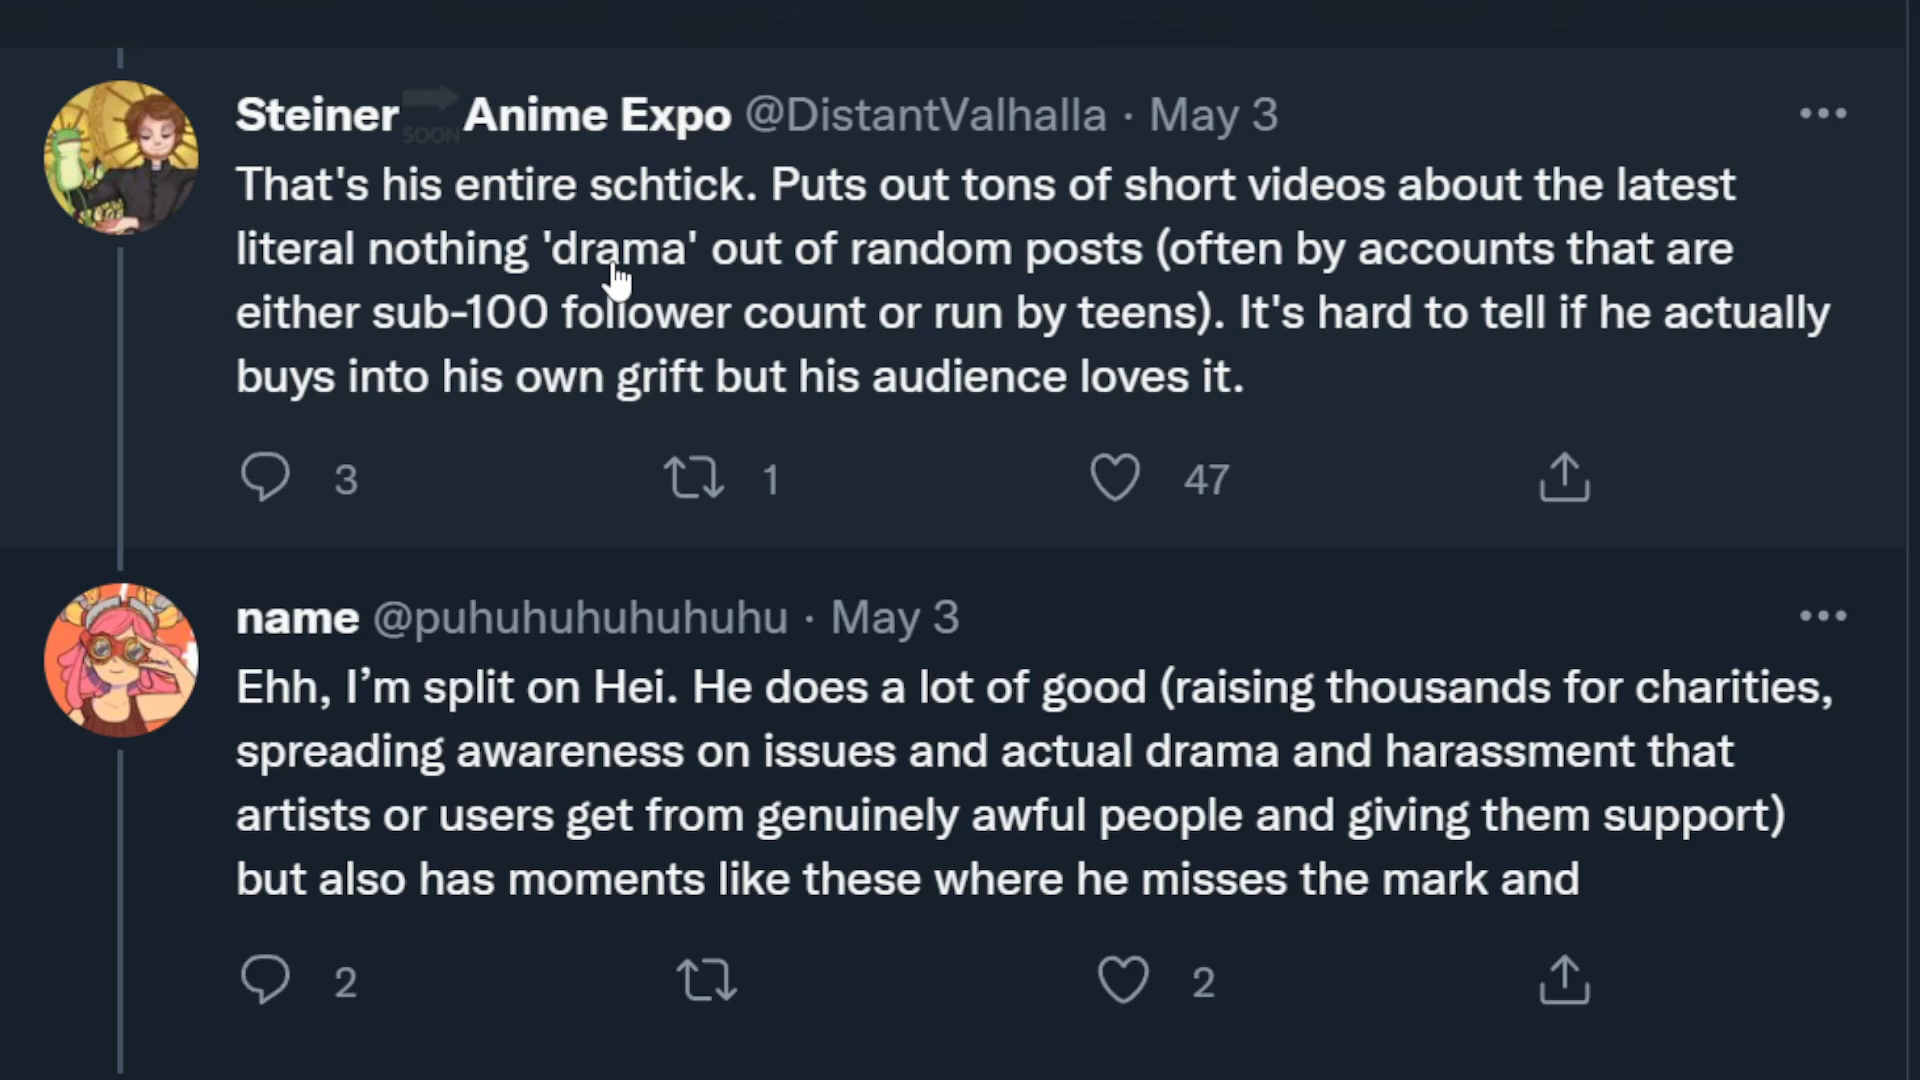 Steiner SOON Anime Expo @DistantValhalla · May 3
That's his entire schtick. Puts out tons of short videos about the latest
literal nothing 'drama' out of random posts (often by accounts that are
either sub-100 follower count or run by teens). It's hard to tell if he actually
buys into his own grift but his audience loves it.
3 1 47
name @puhuhuhuhuhuhu · May 3
Ehh, I’m split on Hei. He does a lot of good (raising thousands for charities,
spreading awareness on issues and actual drama and harassment that
artists or users get from genuinely awful people and giving them support)
but also has moments like these where he misses the mark and
2 2